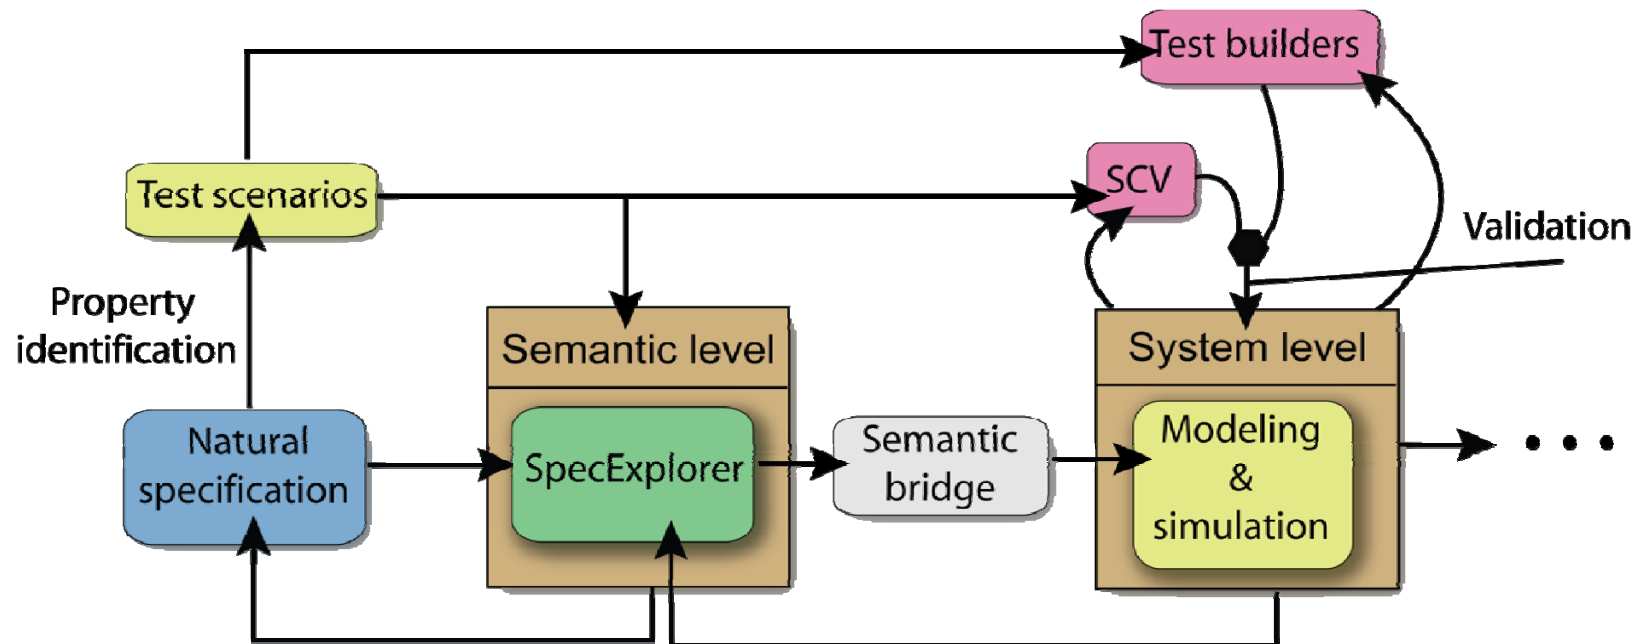 Test builders
Test scenarios
SCV
Validation
Property
identification
Semantic level
System level
Natural
specification
SpecExplorer
Semantic
bridge
Modeling
&
simulation